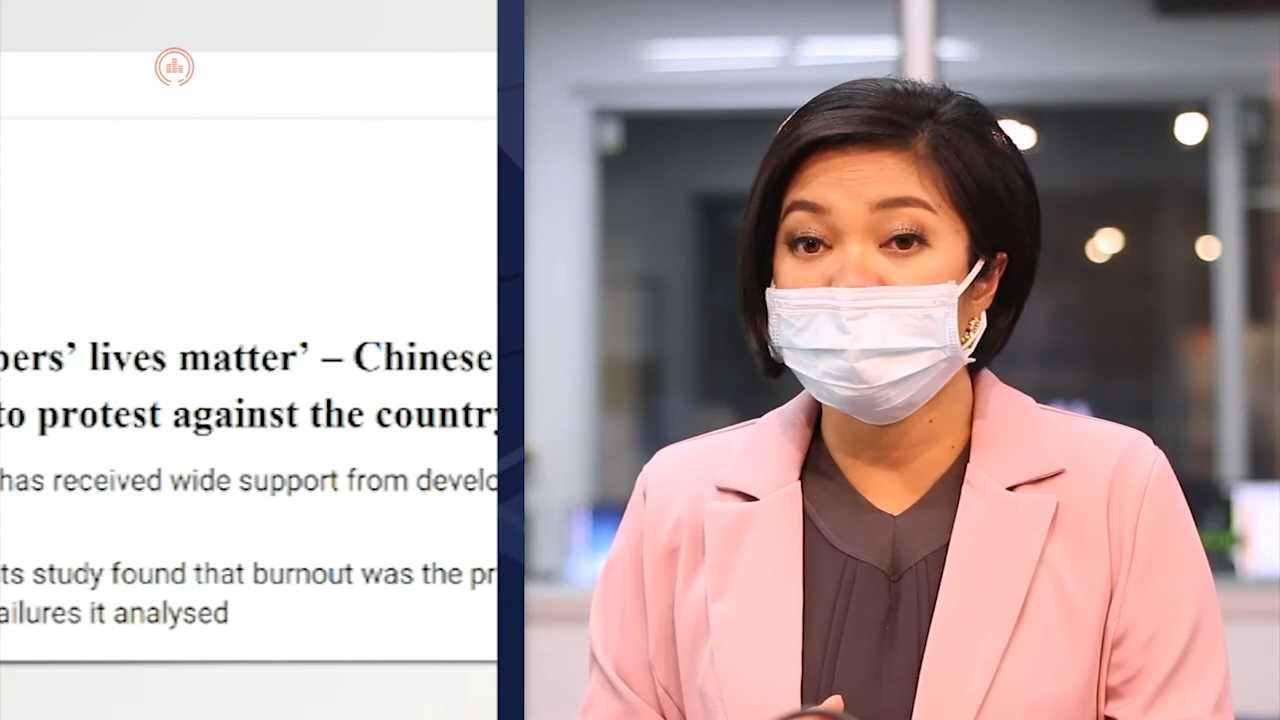 pers’ lives matter’ – Chinese
to protest against the country
has received wide support from develo
ts study found that burnout was the pr
ailures it analysed